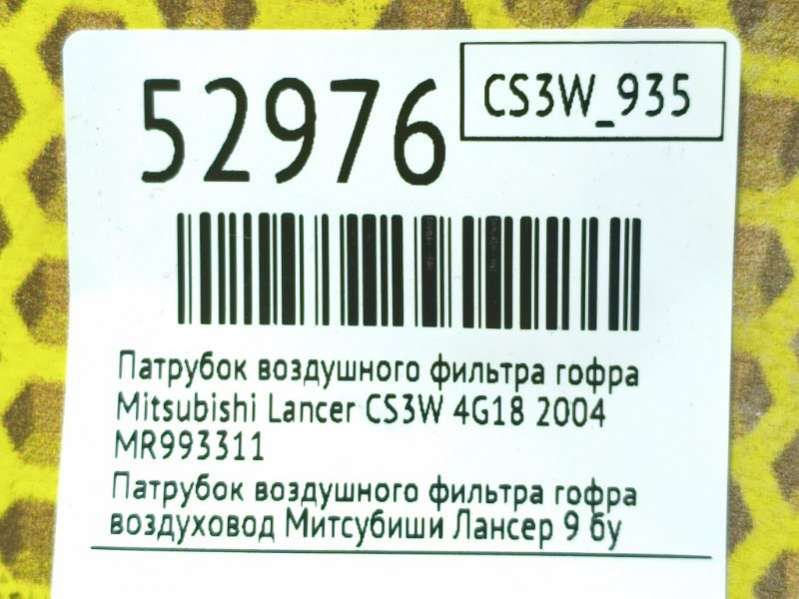 52976
CS3W_935
Патрубок воздушного фильтра гофра
Mitsubishi Lancer CS3W 4G18 2004
MR993311
Патрубок воздушного фильтра гофра
воздуховод Митсубиши Лансер 9 бу